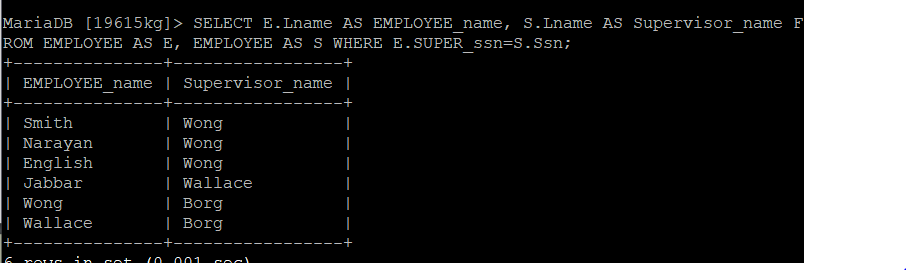 MariaDB [19615kg]> SELECT E.Lname AS EMPLOYEE_name, S.Lname AS Supervisor_name F
ROM EMPLOYEE AS E, EMPLOYEE AS S WHERE E.SUPER_ssn=S.Ssn;
+---------------+-----------------+
| EMPLOYEE_name | Supervisor_name |
+---------------+-----------------+
| Smith         | Wong            |
| Narayan       | Wong            |
| English       | Wong            |
| Jabbar        | Wallace         |
| Wong          | Borg            |
| Wallace       | Borg            |
+---------------+-----------------+
6 rows in set (0.001 sec)